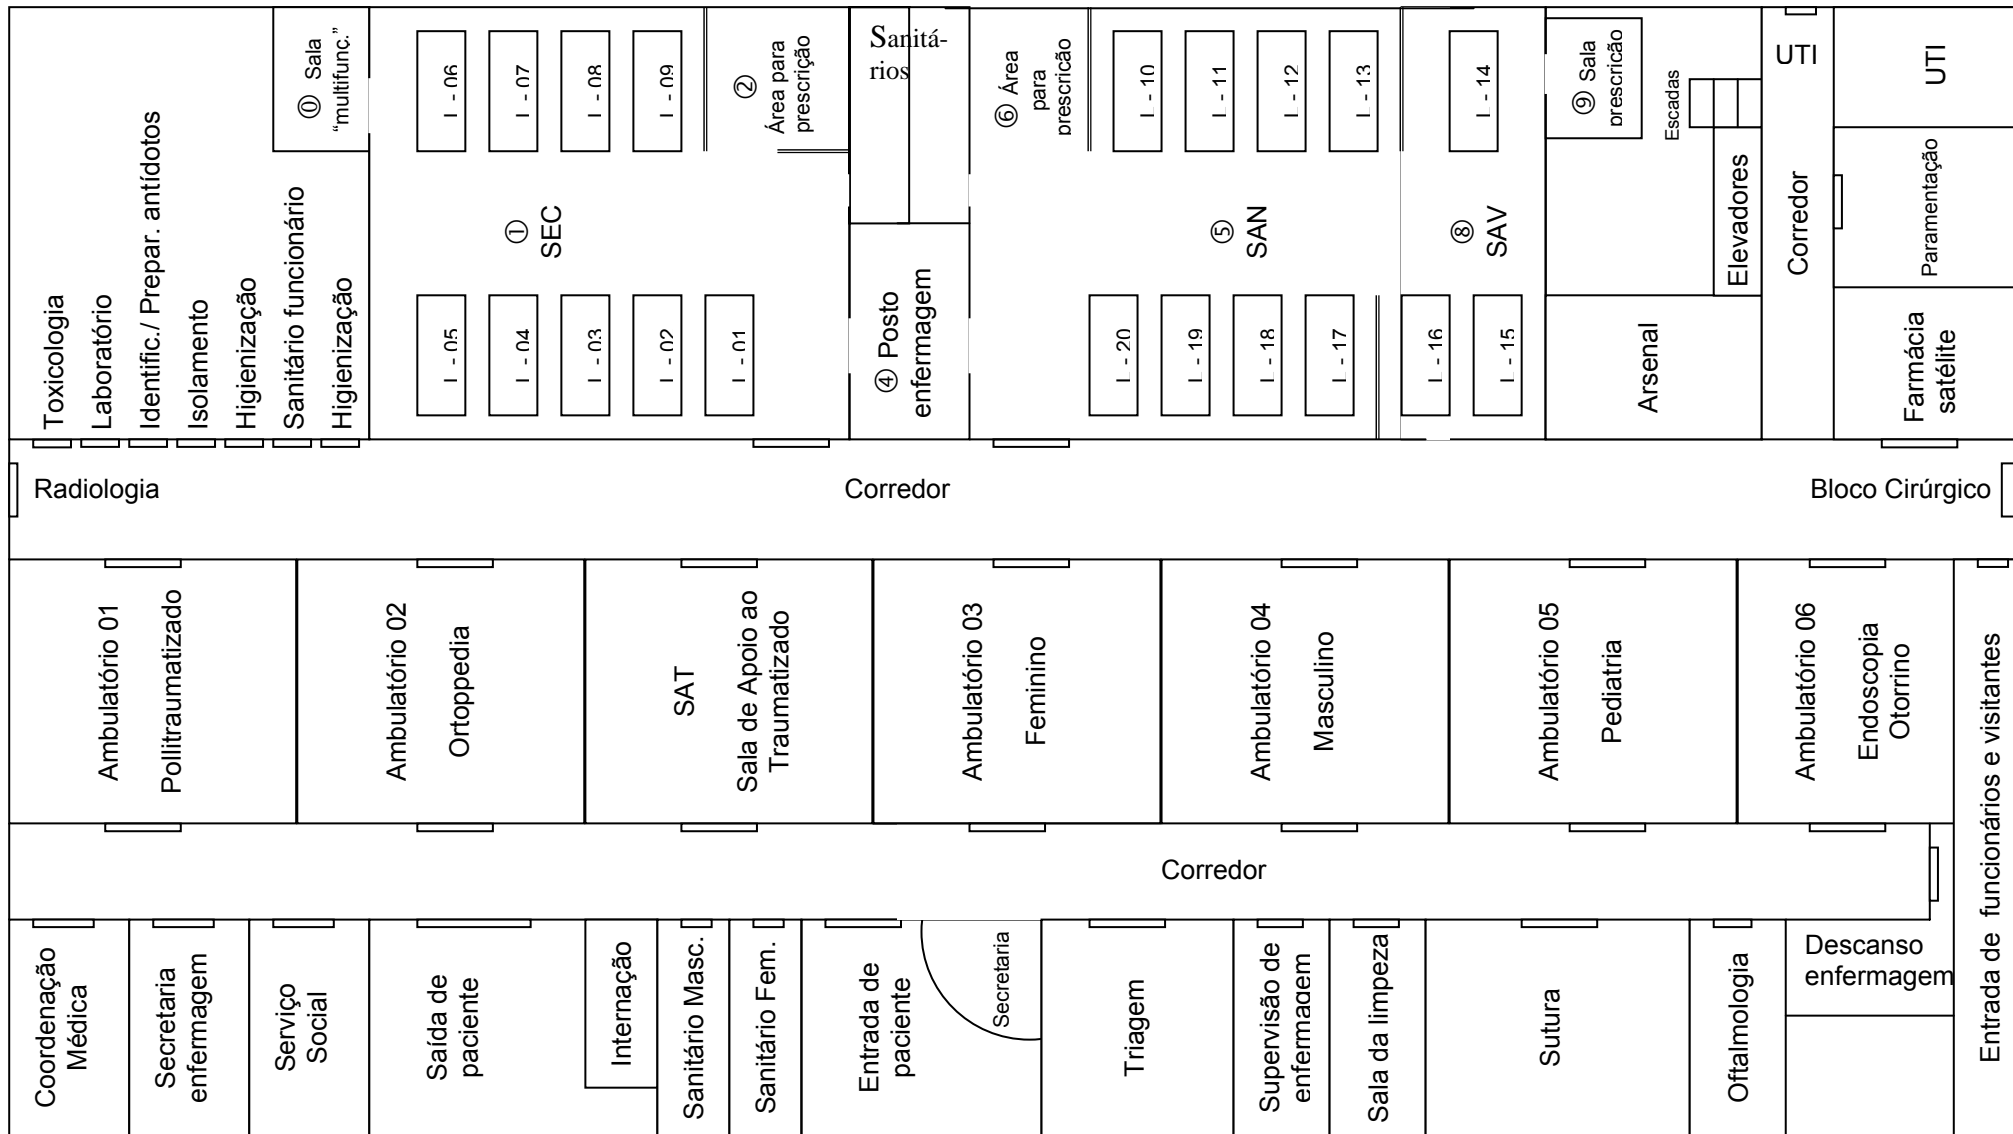 ⓪ Sala
“multifunc.”
L - 06
L - 07
L - 08
L - 09
②
Área para
prescrição
Sanitá-
rios
⑥ Área
para
prescrição
L - 10
L - 11
L - 12
L - 13
L - 14
⑨ Sala
prescrição
Escadas
UTI
UTI
Toxicologia
Laboratório
Identific./ Prepar. antídotos
Isolamento
Higienização
Sanitário funcionário
Higienização
①
SEC
⑤
SAN
⑧
SAV
Elevadores
Corredor
Paramentação
L - 05
L - 04
L - 03
L - 02
L - 01
④ Posto
enfermagem
L - 20
L - 19
L - 18
L - 17
L - 16
L - 15
Arsenal
Farmácia
satélite
Radiologia
Corredor
Bloco Cirúrgico
Ambulatório 01
Pollitraumatizado
Ambulatório 02
Ortoppedia
SAT
Sala de Apoio ao
Traumatizado
Ambulatório 03
Feminino
Ambulatório 04
Masculino
Ambulatório 05
Pediatria
Ambulatório 06
Endoscopia
Otorrino
Entrada de funcionários e visitantes
Corredor
Coordenação
Médica
Secretaria
enfermagem
Serviço
Social
Saída de
paciente
Internação
Sanitário Masc.
Sanitário Fem.
Entrada de
paciente
Secretaria
Triagem
Supervisão de
enfermagem
Sala da limpeza
Sutura
Oftalmologia
Descanso
enfermagem